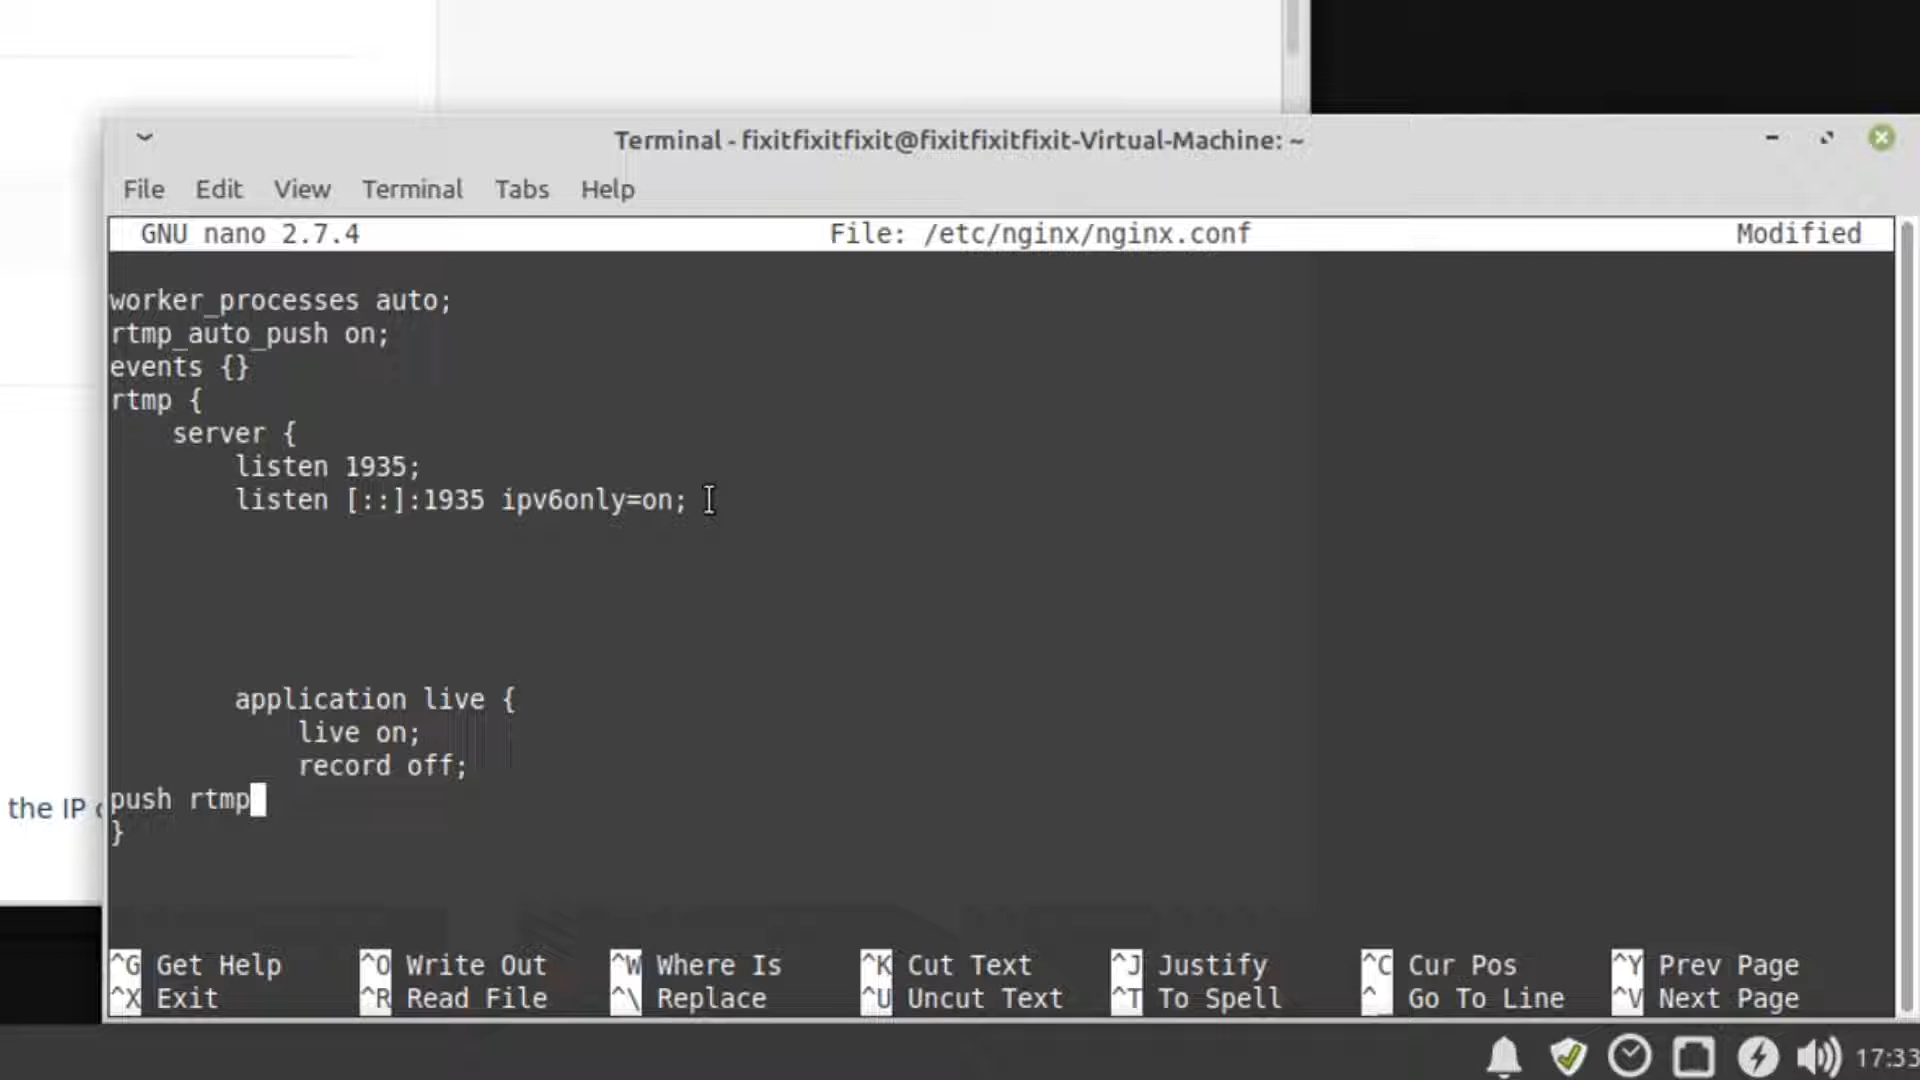 Terminal - fixitfixitfixit@fixitfixitfixit-Virtual-Machine: ~
File Edit View Terminal Tabs Help
GNU nano 2.7.4 File: /etc/nginx/nginx.conf Modified
worker_processes auto;
rtmp_auto_push on;
events {}
rtmp {
server {
listen 1935;
listen [::]:1935 ipv6only=on;
application live {
live on;
record off;
the IP
push rtmp
}
^G Get Help ^O Write Out ^W Where Is ^K Cut Text ^J Justify ^C Cur Pos ^Y Prev Page
^X Exit ^R Read File ^\ Replace ^U Uncut Text ^T To Spell ^_ Go To Line ^V Next Page
17:33